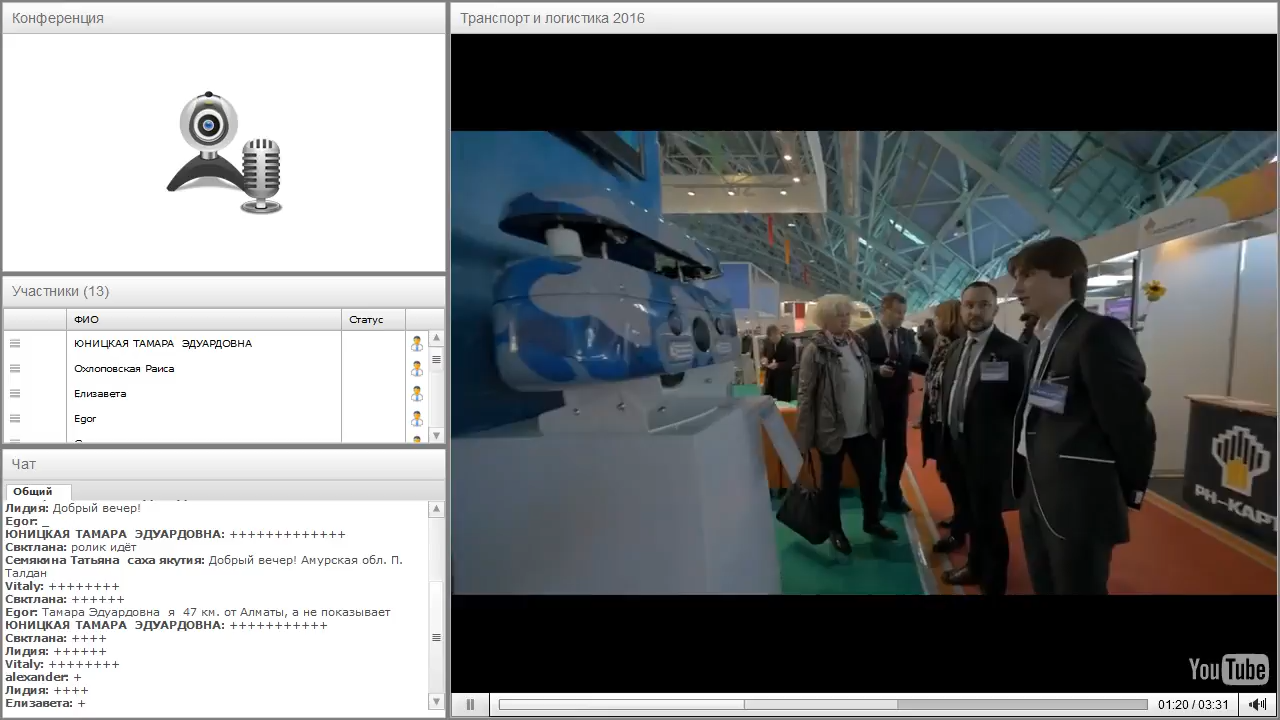 Конференция
Транспорт и логистика 2016
Участники (13)
ФИО
Статус
ЮНИЦКАЯ ТАМАРА ЭДУАРДОВНА
Охлоповская Раиса
Елизавета
Egor
Чат
Общий
Лидия: Добрый вечер!
Egor: _
ЮНИЦКАЯ ТАМАРА ЭДУАРДОВНА: +++++++++++++
Свктлана: ролик идёт
Семякина Татьяна саха якутия: Добрый вечер! Амурская обл. П.
Талдан
Vitaly: ++++++++
Свктлана: ++++++
Egor: Тамара Эдуардовна я 47 км. от Алматы, а не показывает
ЮНИЦКАЯ ТАМАРА ЭДУАРДОВНА: +++++++++++
Свктлана: ++++
Лидия: ++++++
Vitaly: ++++++++
alexander: +
Лидия: ++++
Елизавета: +
РН-КАРТ
YouTube
01:20 / 03:31